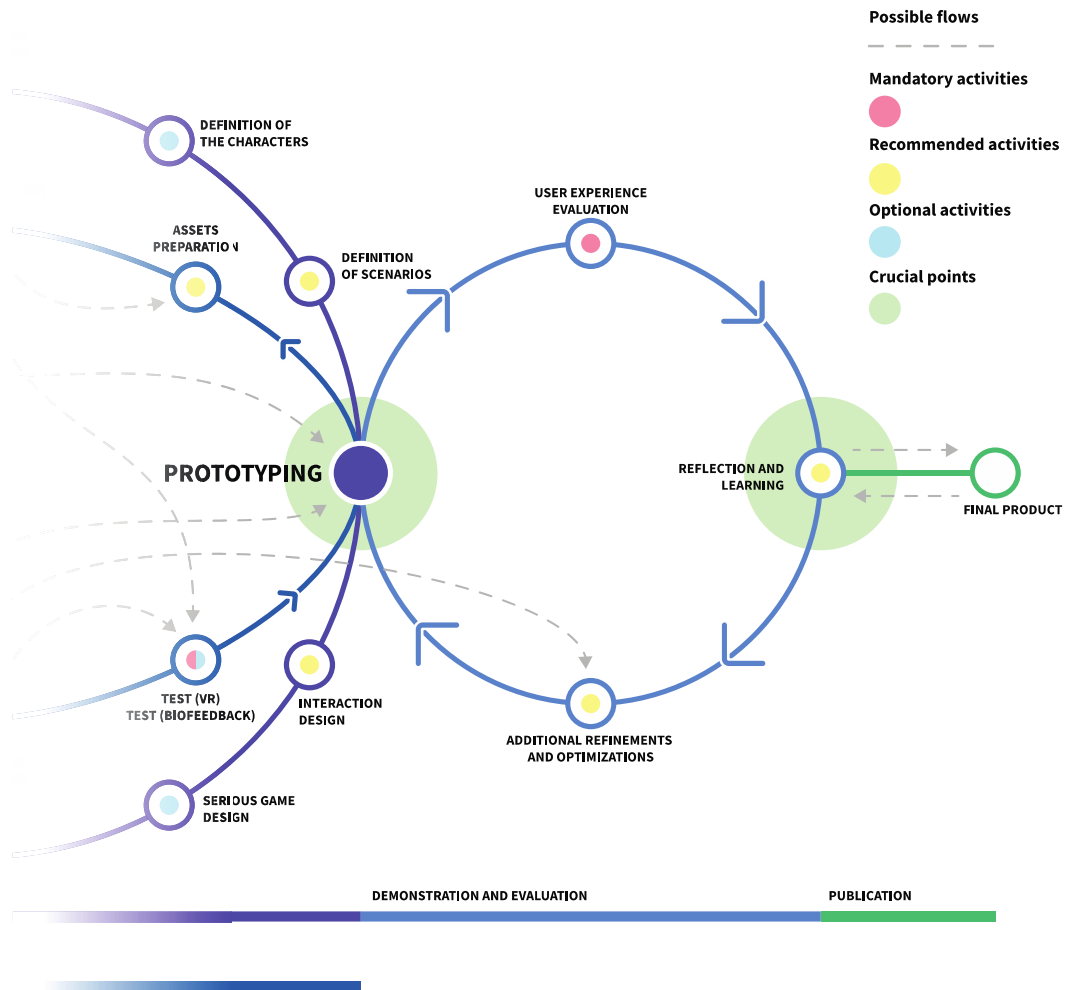 Possible flows
Mandatory activities
Recommended activities
Optional activities
Crucial points
DEFINITION OF
THE CHARACTERS
ASSETS
PREPARATION
DEFINITION
OF SCENARIOS
USER EXPERIENCE
EVALUATION
PROTOTYPING
REFLECTION AND
LEARNING
FINAL PRODUCT
TEST (VR)
TEST (BIOFEEDBACK)
INTERACTION
DESIGN
ADDITIONAL REFINEMENTS
AND OPTIMIZATIONS
SERIOUS GAME
DESIGN
DEMONSTRATION AND EVALUATION
PUBLICATION